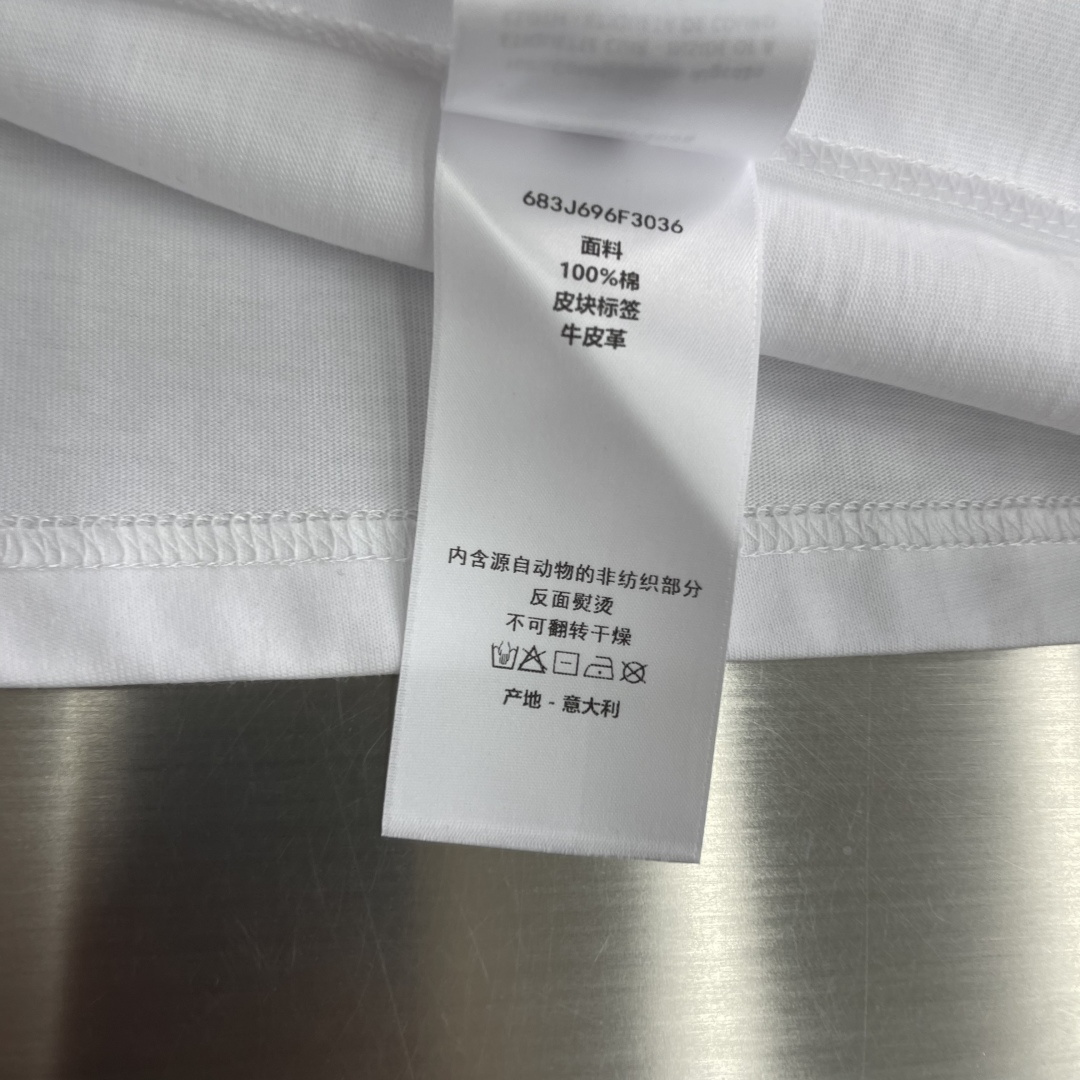 683J696F3036
面料
100%棉
皮块标签
牛皮革
内含源自动物的非纺织部分
反面熨烫
不可翻转干燥
产地 - 意大利